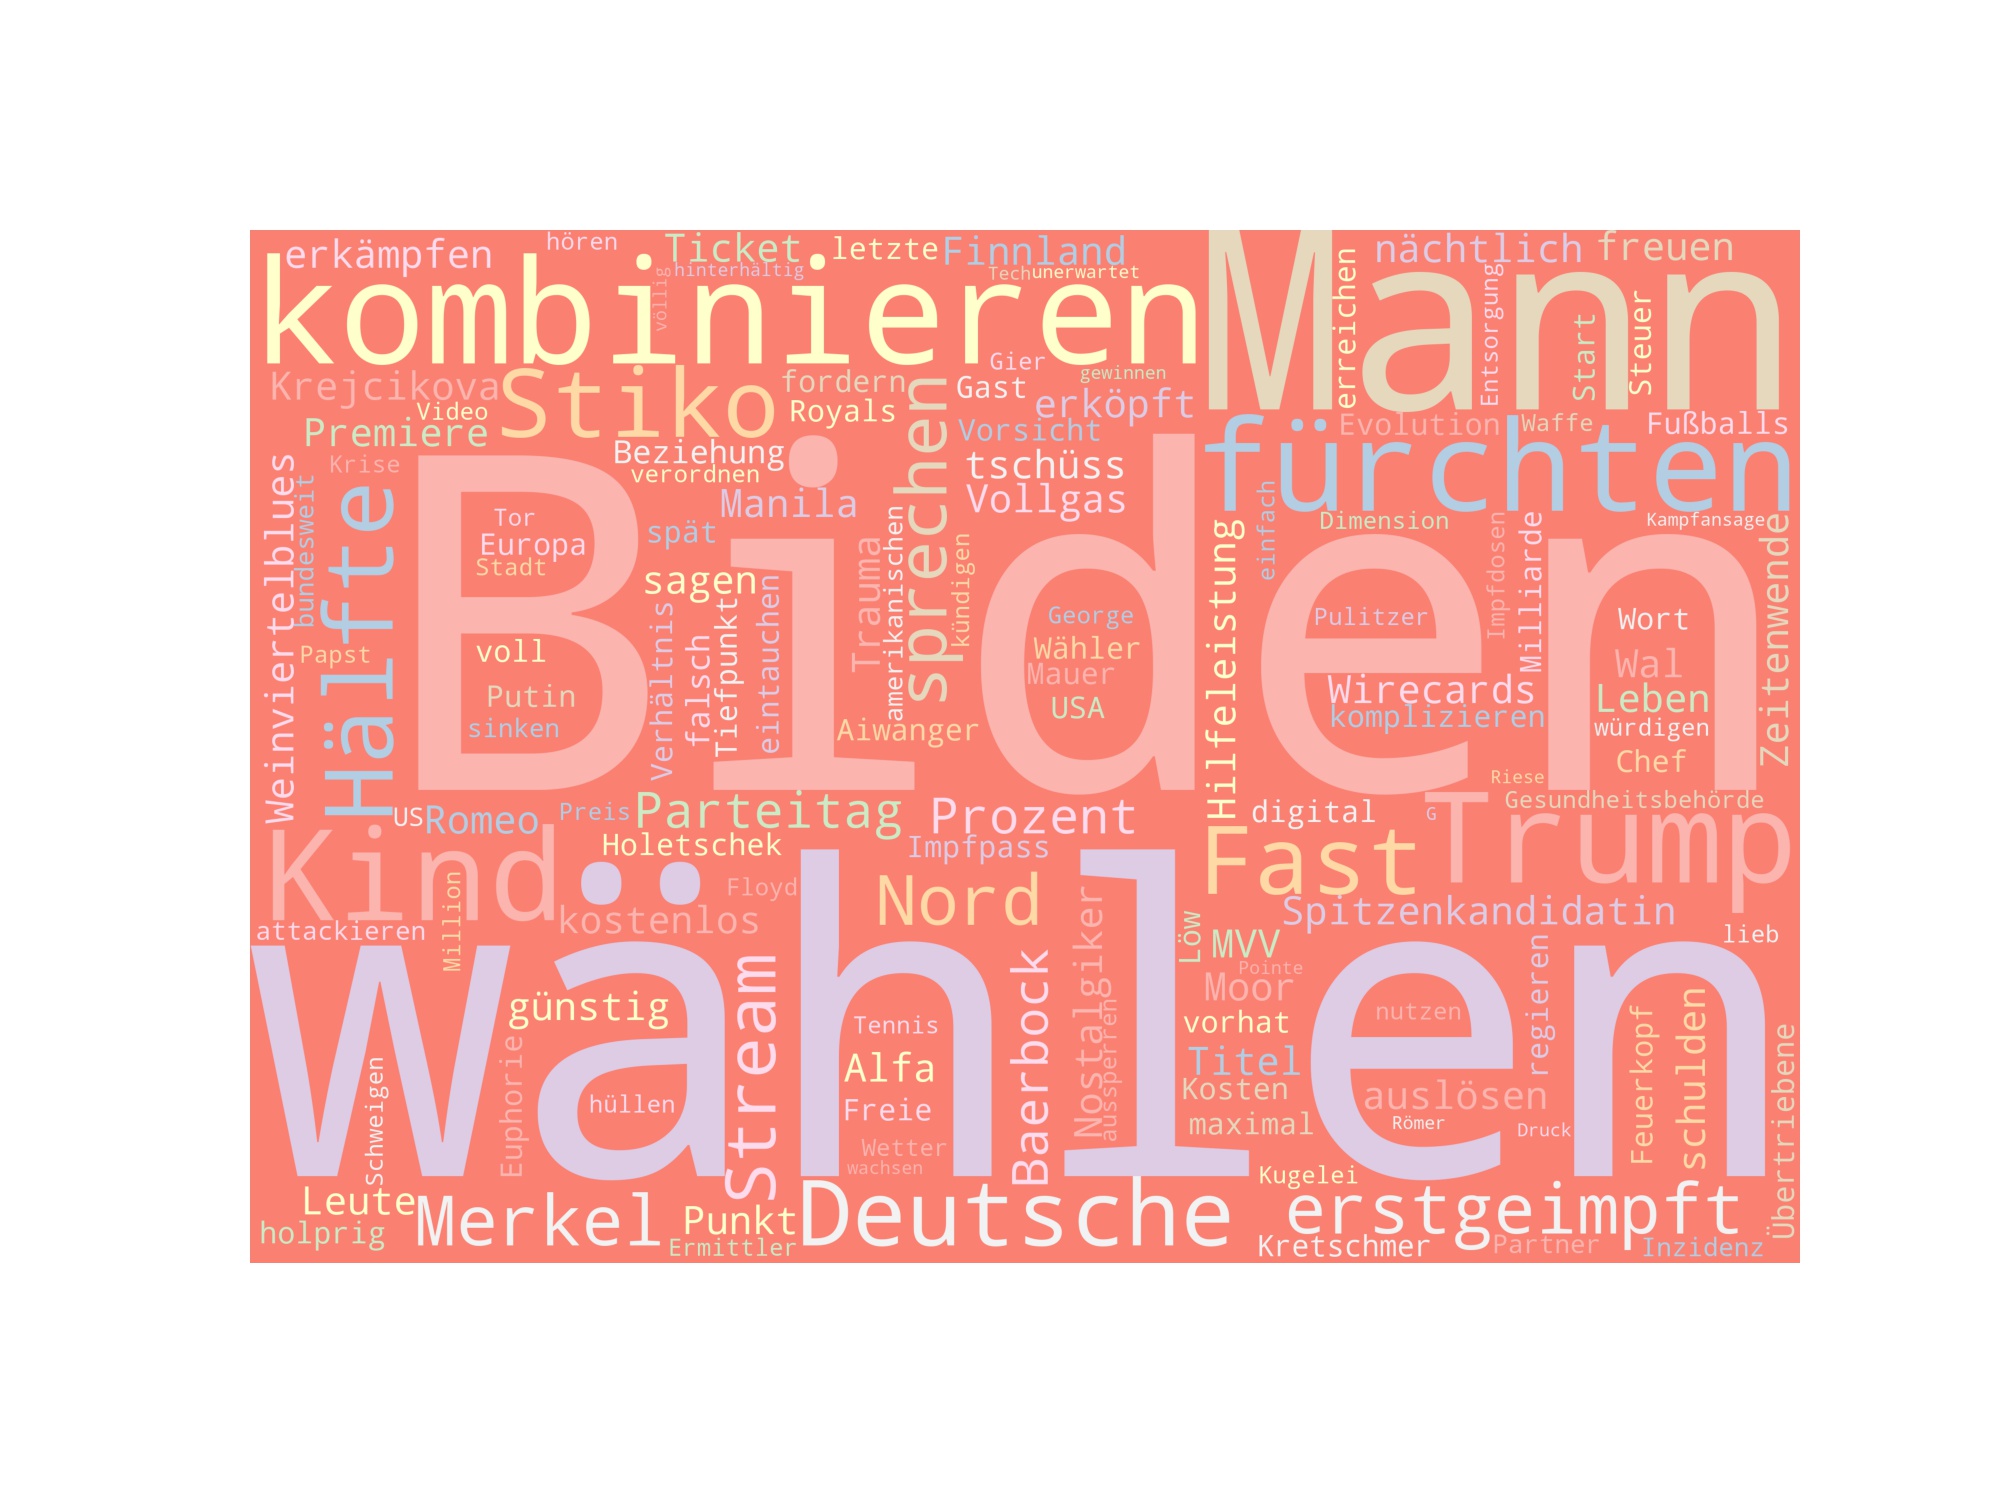 erkämpfen
hören
Ticket
letzte
Finnland
nächtlich
freuen
völlig
hinterhältig
Tech
unerwartet
kombinieren
Mann
erreichen
Entsorgung
Start
Steuer
Krejcikova
Stiko
fordern
Gier
gewinnen
Video
Royals
Gast
erköpft
Premiere
Vorsicht
Evolution
Waffe
Fußballs
Krise
Beziehung
verordnen
sprechen
tschüss
fürchten
Weinviertelblues
bundesweit
Hälfte
Manila
Vollgas
Biden
Tor
Europa
Stadt
spät
sagen
Trauma
amerikanischen
kündigen
Hilfeleistung
einfach
Dimension
Impfdosen
Milliarde
Kampfansage
Zeitenwende
Papst
voll
Putin
sinken
Verhältnis
falsch
Tiefpunkt
eintauchen
Aiwanger
George
Wähler
Mauer
USA
Pulitzer
Wort
Wal
Wirecards
Leben
komplizieren
würdigen
Chef
Riese
US
Romeo
Preis
Parteitag
Prozent
digital
G
Gesundheitsbehörde
Holetschek
Impfpass
Kind
Fast
Trump
Floyd
Nord
kostenlos
Million
attackieren
Spitzenkandidatin
Löw
MVV
lieb
wählen
Stream
Baerbock
Nostalgiker
aussperren
Pointe
Moor
regieren
günstig
Tennis
vorhat
nutzen
Feuerkopf
schulden
Übertriebene
Schweigen
Euphorie
hüllen
Alfa
Titel
Kosten
auslösen
Freie
maximal
Römer
Druck
Wetter
wachsen
Kugelei
Leute
Merkel
Punkt
Deutsche
erstgeimpft
holprig
Ermittler
Kretschmer
Partner
Inzidenz